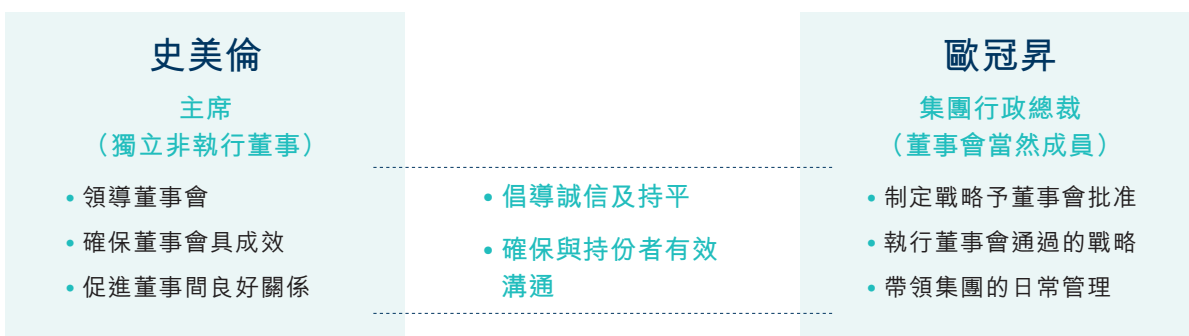 史美倫
主席
（獨立非執行董事）
• 領導董事會
• 確保董事會具成效
• 促進董事間良好關係
• 倡導誠信及持平
• 確保與持份者有效
溝通
歐冠昇
集團行政總裁
（董事會當然成員）
• 制定戰略予董事會批准
• 執行董事會通過的戰略
• 帶領集團的日常管理